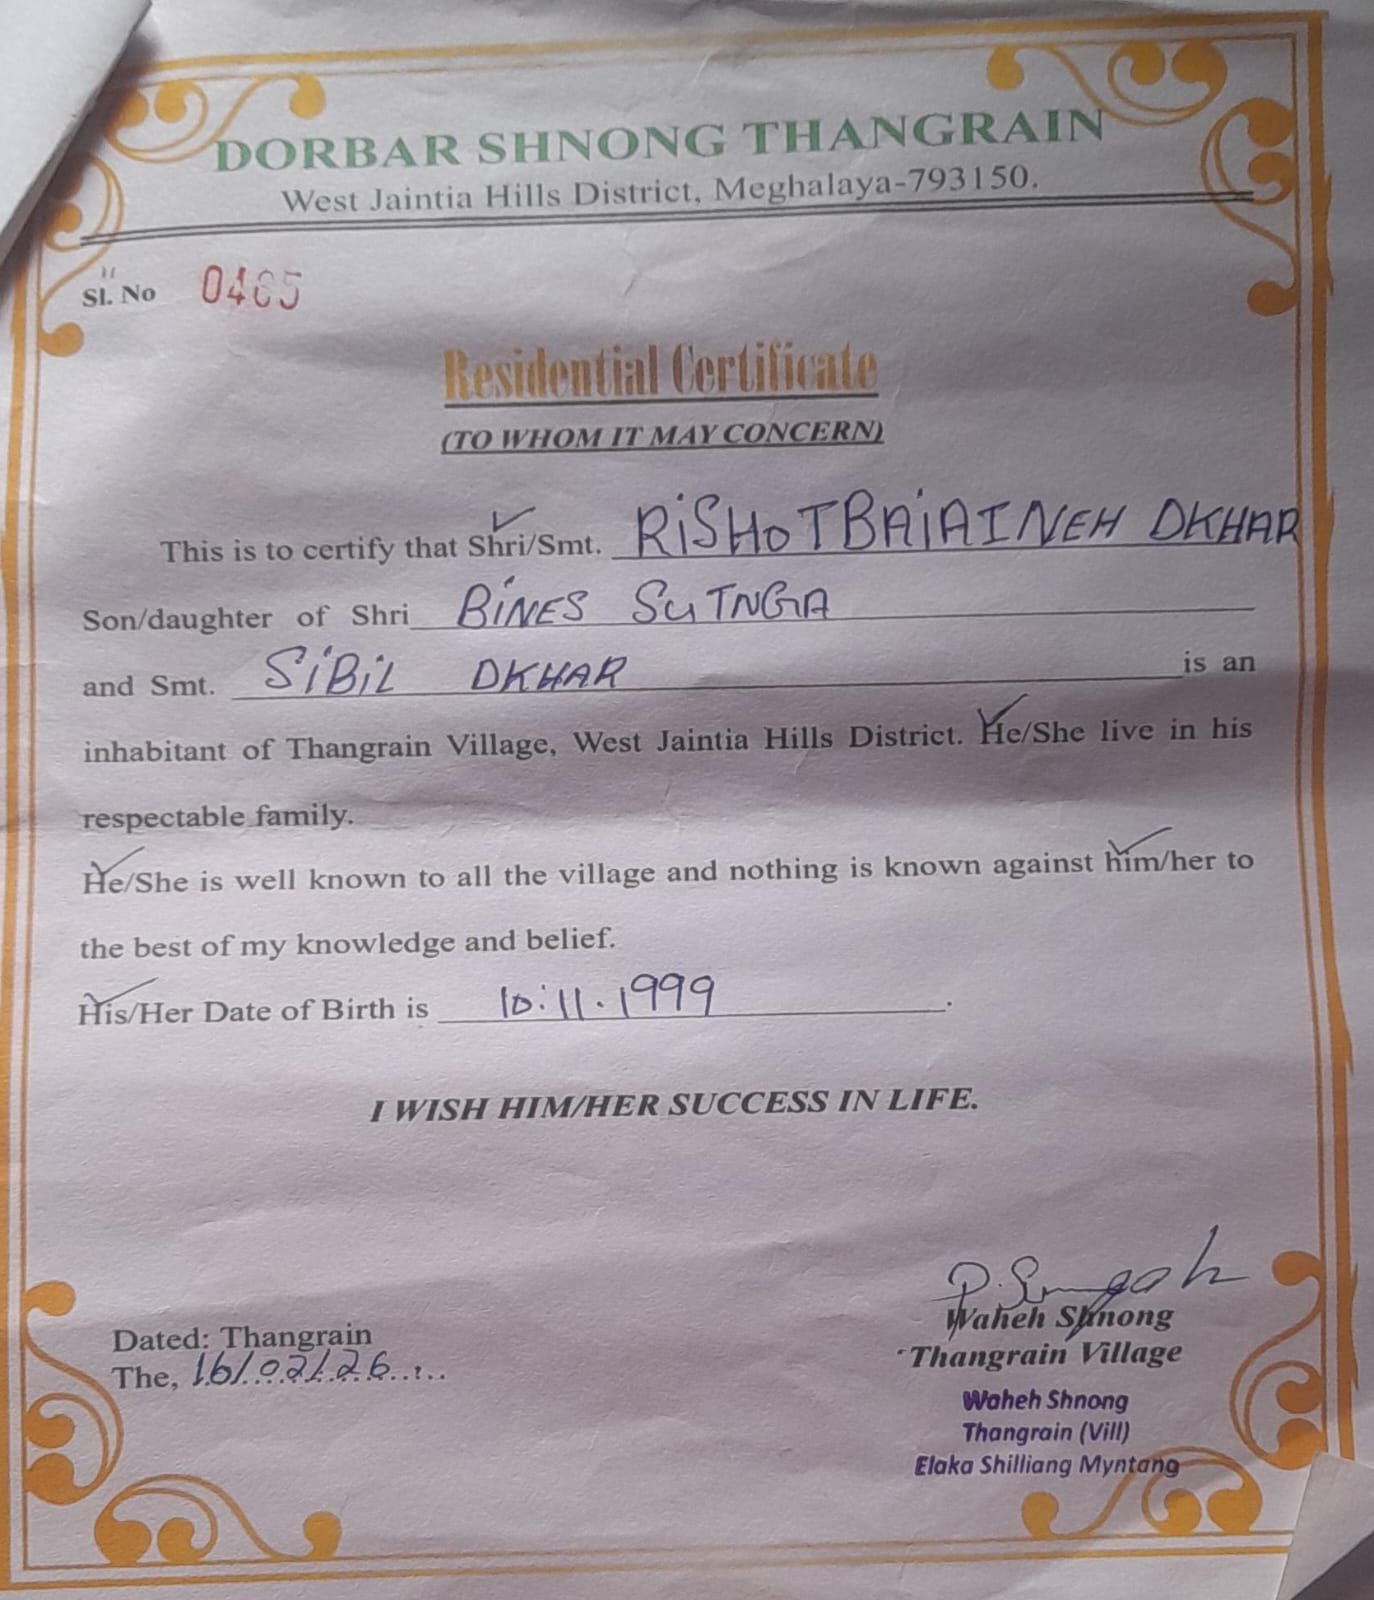 DORBAR SHNONG THANGRAIN
West Jaintia Hills District, Meghalaya-793150.
Sl. No 0465
Residential Certificate
(TO WHOM IT MAY CONCERN)
This is to certify that Shri/Smt. RiSHOTBAiAINEH DKHAR
Son/daughter of Shri BiNES SUTNGA
and Smt. SiBiL DKHAR is an
inhabitant of Thangrain Village, West Jaintia Hills District. He/She live in his
respectable family.
He/She is well known to all the village and nothing is known against him/her to
the best of my knowledge and belief.
His/Her Date of Birth is 10.11.1999.
I WISH HIM/HER SUCCESS IN LIFE.
Dated: Thangrain
The, 16/02/26
Waheh Shnong
Thangrain Village
Waheh Shnong
Thangrain (Vill)
Elaka Shilliang Myntang